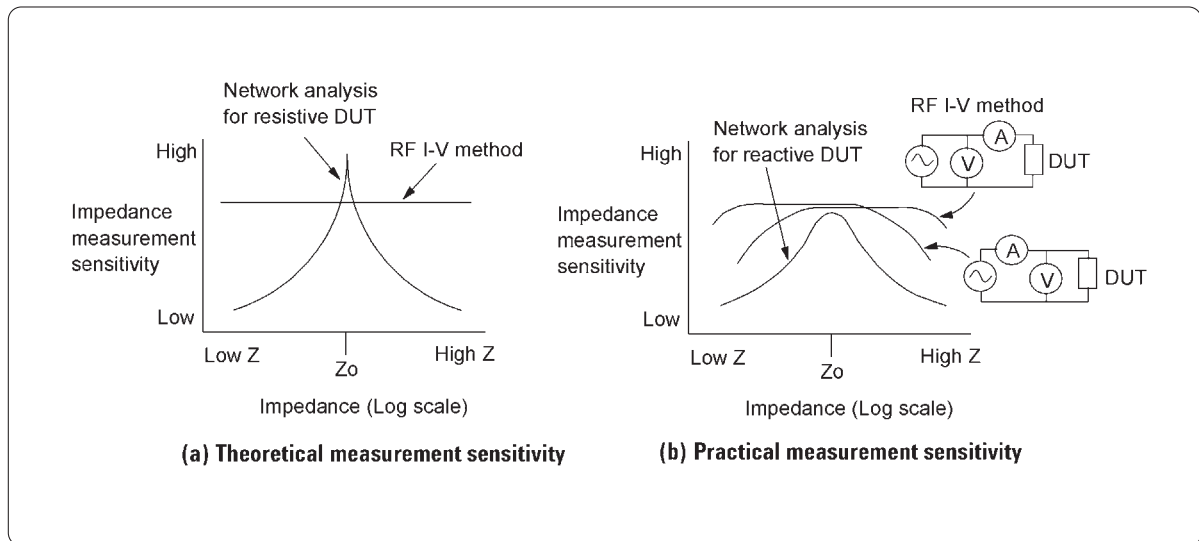 Network analysis
for resistive DUT
RF I-V method
High
Impedance
measurement
sensitivity
Low
Low Z
Zo
High Z
Impedance (Log scale)
(a) Theoretical measurement sensitivity
RF I-V method
Network analysis
for reactive DUT
A
V
DUT
High
Impedance
measurement
sensitivity
A
V
DUT
Low
Low Z
Zo
High Z
Impedance (Log scale)
(b) Practical measurement sensitivity